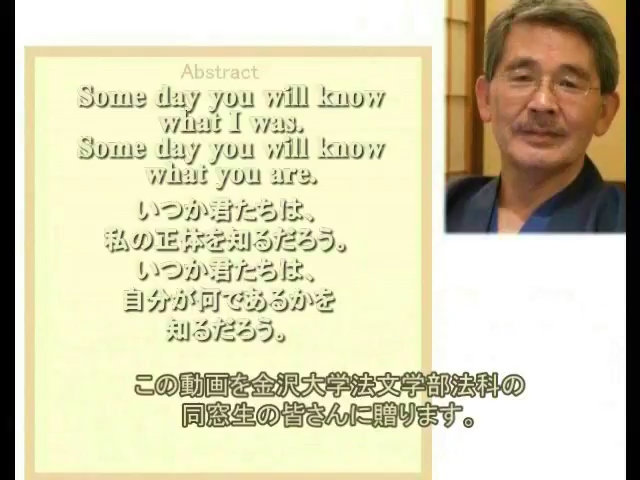 Abstract
Some day you will know
what I was.
Some day you will know
what you are.
いつか君たちは、
私の正体を知るだろう。
いつか君たちは、
自分が何であるかを
知るだろう。
この動画を金沢大学法文学部法科の
同窓生の皆さんに贈ります。